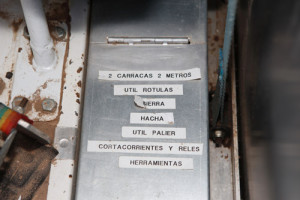 2 CARRACAS 2 METROS
UTIL ROTULAS
SIERRA
HACHA
UTIL PALIER
CORTACORRIENTES Y RELES
HERRAMIENTAS